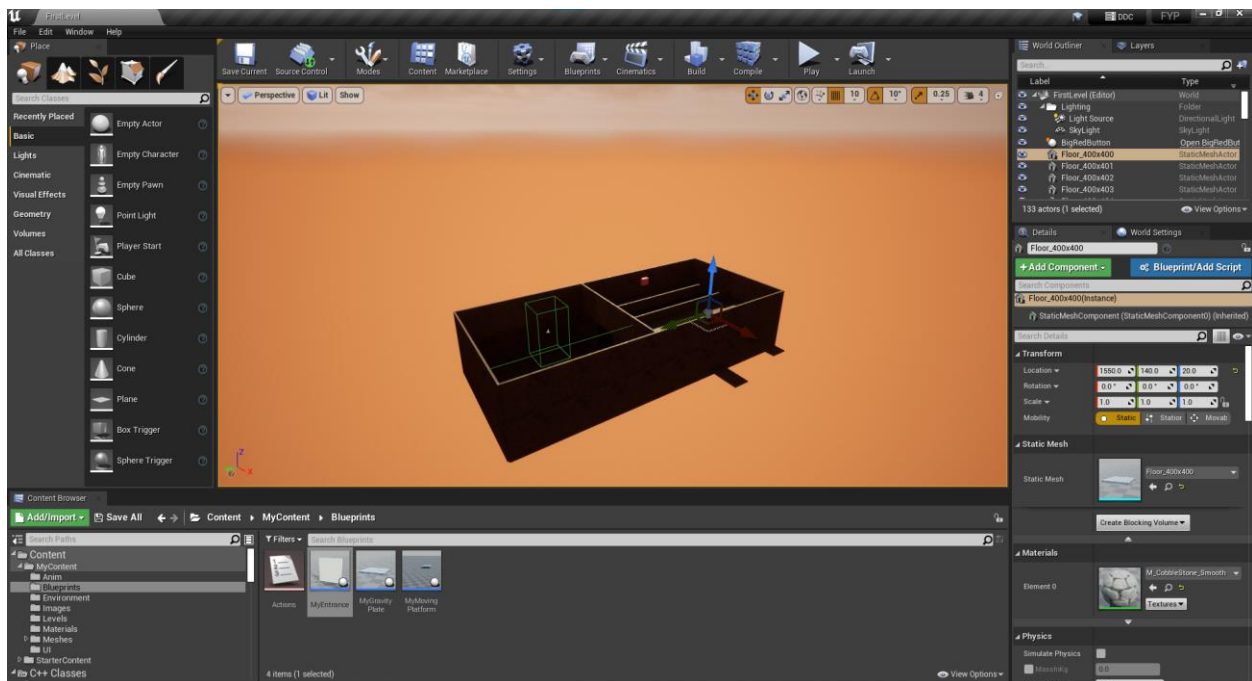 FirstLevel
DDC
FYP
File Edit Window Help
Place
Search Classes
Recently Placed
Basic
Lights
Cinematic
Visual Effects
Geometry
Volumes
All Classes
Empty Actor
Empty Character
Empty Pawn
Point Light
Player Start
Cube
Sphere
Cylinder
Cone
Plane
Box Trigger
Sphere Trigger
Save Current Source Control Modes Content Marketplace Settings Blueprints Cinematics Build Compile Play Launch
Perspective Lit Show
10 10° 0.25 4
Z
X
World Outliner Layers
Search...
Label Type
FirstLevel (Editor) World
Lighting Folder
Light Source DirectionalLight
SkyLight SkyLight
BigRedButton Open BigRedBut
Floor_400x400 StaticMeshActor
Floor_400x401 StaticMeshActor
Floor_400x402 StaticMeshActor
Floor_400x403 StaticMeshActor
133 actors (1 selected) View Options
Details World Settings
Floor_400x400
+Add Component Blueprint/Add Script
Search Components
Floor_400x400(Instance)
StaticMeshComponent (StaticMeshComponent0) (Inherited)
Search Details
Transform
Location 1550.0 140.0 20.0
Rotation 0.0° 0.0° 0.0°
Scale 1.0 1.0 1.0
Mobility Static Station Movab
Static Mesh
Static Mesh Floor_400x400
Create Blocking Volume
Materials
Element 0 M_CobbleStone_Smooth
Textures
Physics
Simulate Physics
MassInKg 0.0
Content Browser
Add/Import Save All Content MyContent Blueprints
Search Paths
Filters Search Blueprints
Content
MyContent
Anim
Blueprints
Environment
Images
Levels
Materials
Meshes
UI
StarterContent
C++ Classes
Actions
MyEntrance
MyGravity
Plate
MyMoving
Platform
4 items (1 selected) View Options